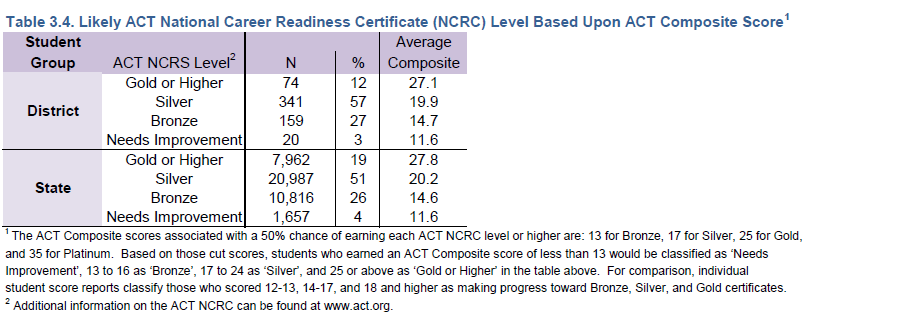 Table 3.4. Likely ACT National Career Readiness Certificate (NCRC) Level Based Upon ACT Composite Score1
Student Group ACT NCRS Level2 N % Average Composite
District
Gold or Higher 74 12 27.1
Silver 341 57 19.9
Bronze 159 27 14.7
Needs Improvement 20 3 11.6
State
Gold or Higher 7,962 19 27.8
Silver 20,987 51 20.2
Bronze 10,816 26 14.6
Needs Improvement 1,657 4 11.6
1 The ACT Composite scores associated with a 50% chance of earning each ACT NCRC level or higher are: 13 for Bronze, 17 for Silver, 25 for Gold,
and 35 for Platinum. Based on those cut scores, students who earned an ACT Composite score of less than 13 would be classified as 'Needs
Improvement', 13 to 16 as 'Bronze', 17 to 24 as 'Silver', and 25 or above as 'Gold or Higher' in the table above. For comparison, individual
student score reports classify those who scored 12-13, 14-17, and 18 and higher as making progress toward Bronze, Silver, and Gold certificates.
2 Additional information on the ACT NCRC can be found at www.act.org.